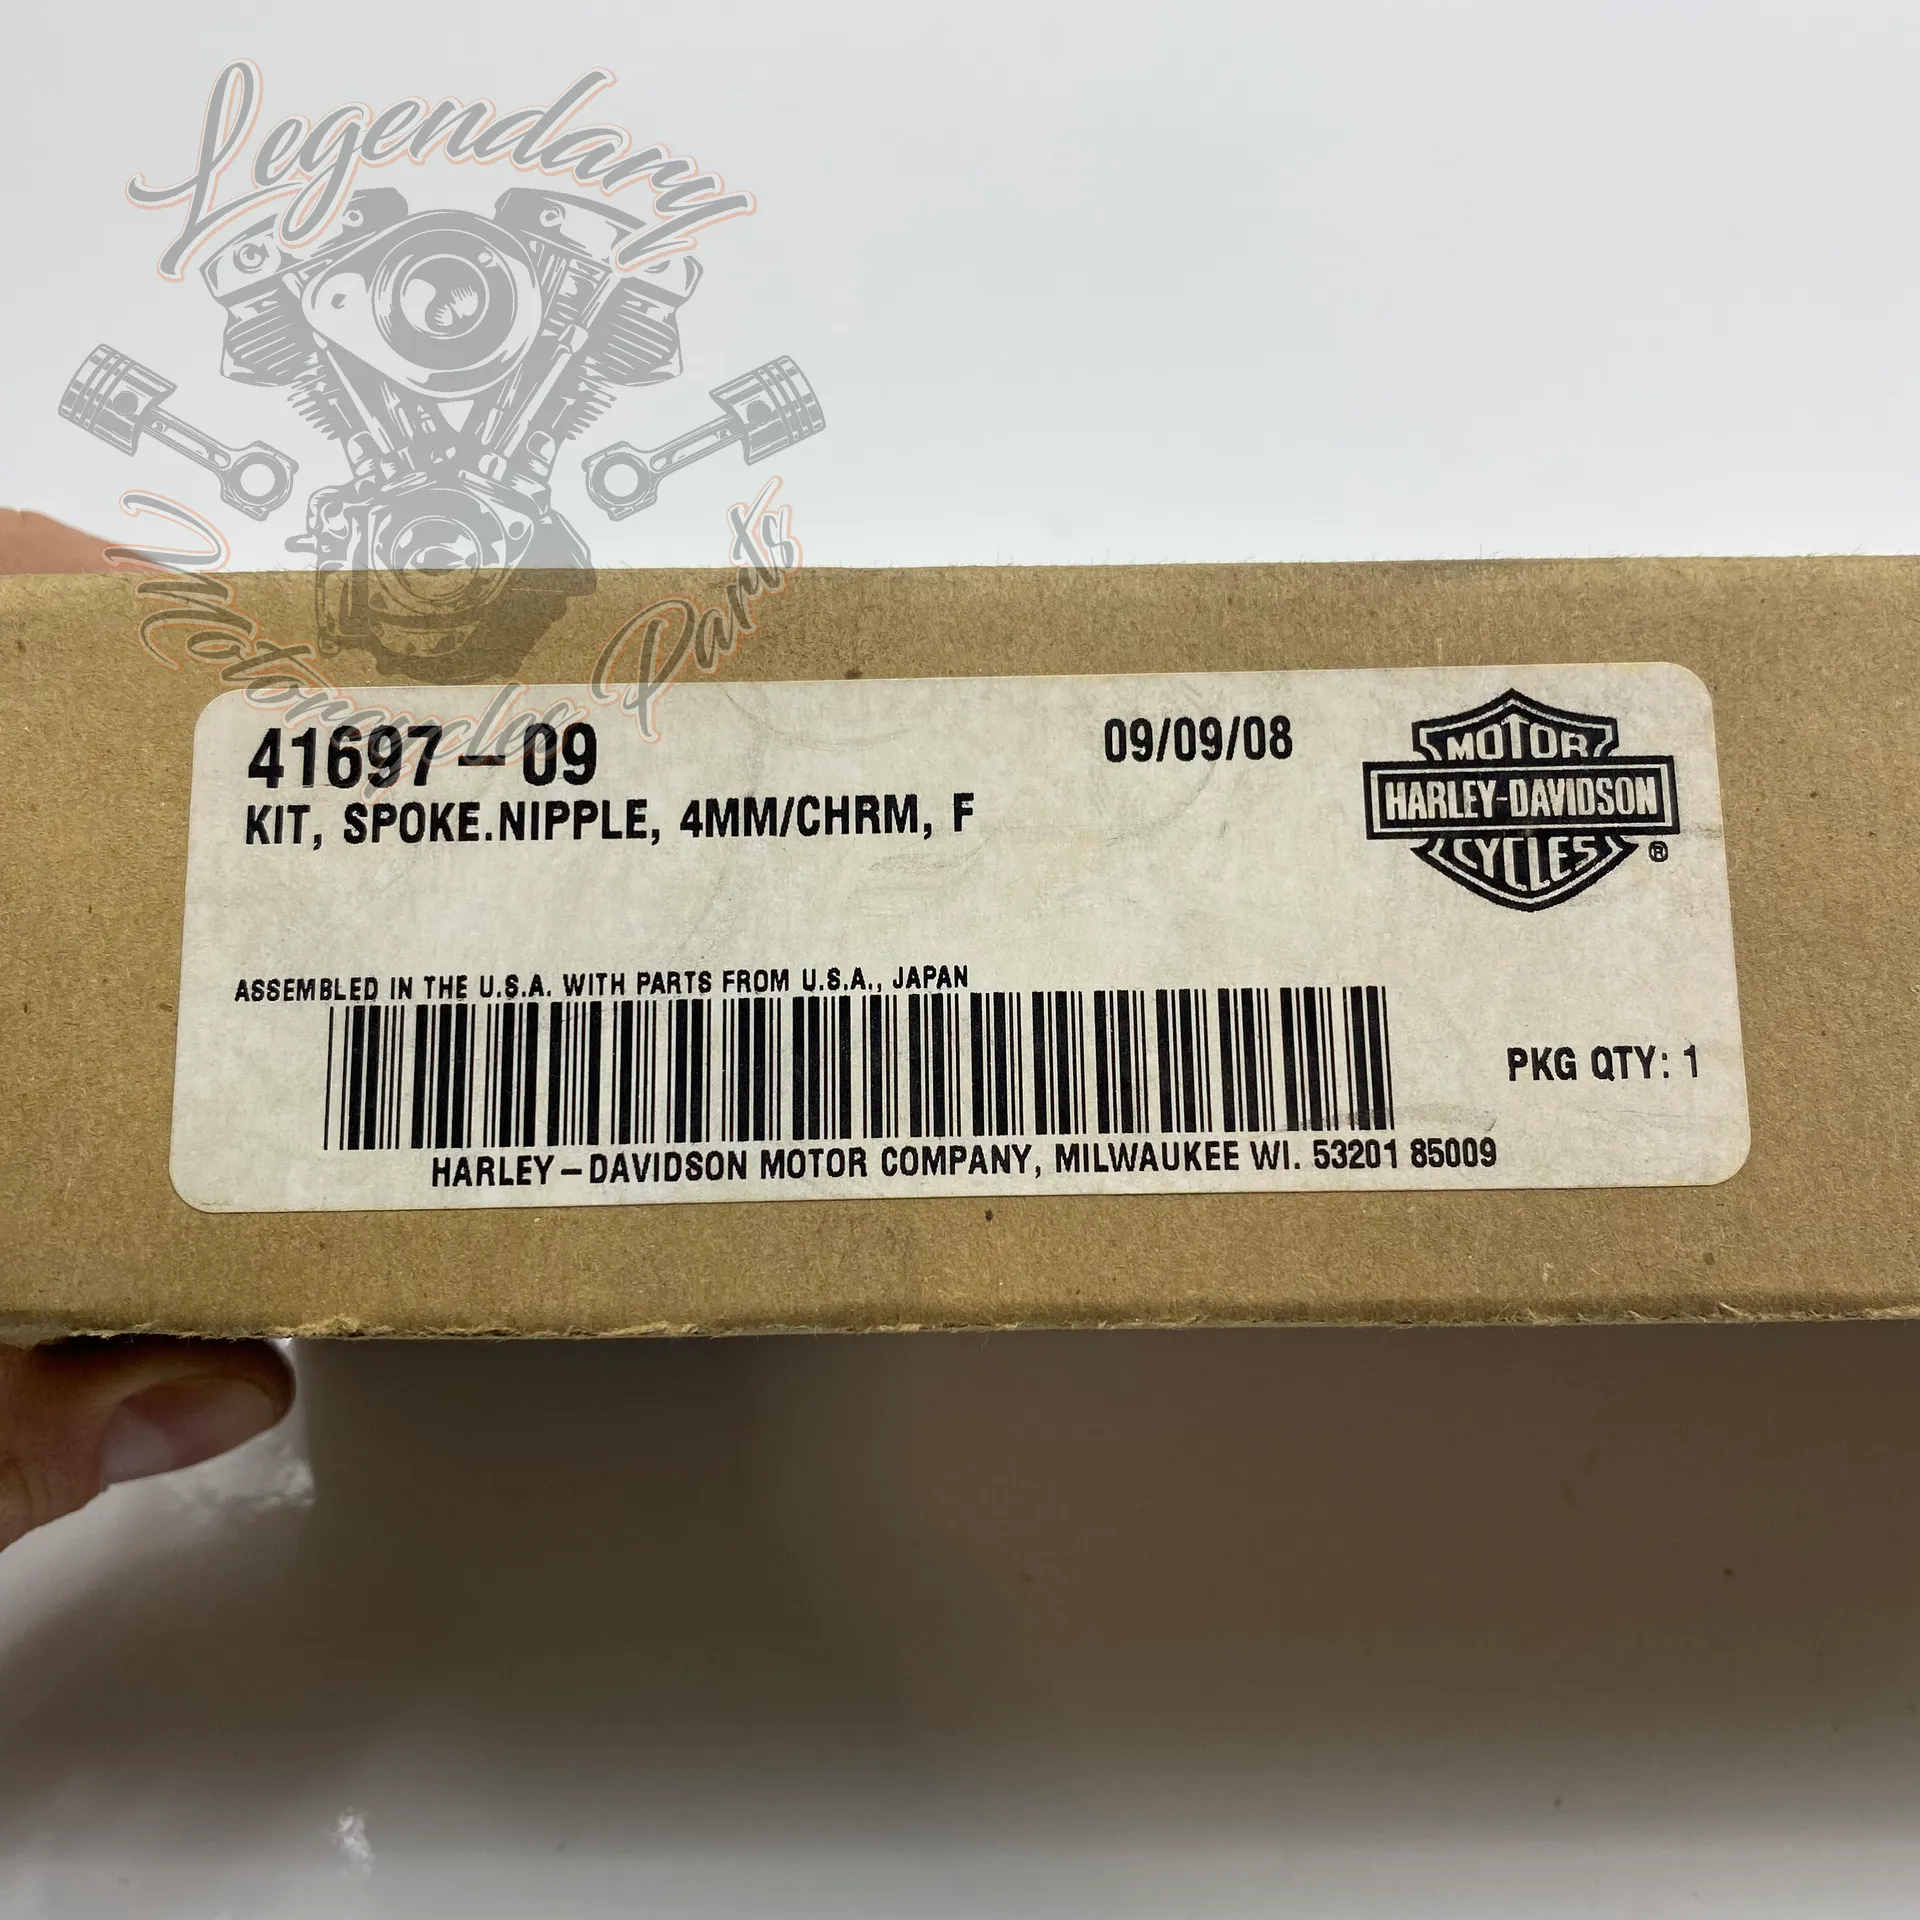 Legendary
Motorcycles Parts
41697-09
09/09/08
KIT, SPOKE.NIPPLE, 4MM/CHRM, F
MOTOR
HARLEY-DAVIDSON
CYCLES ®
ASSEMBLED IN THE U.S.A. WITH PARTS FROM U.S.A., JAPAN
PKG QTY: 1
HARLEY-DAVIDSON MOTOR COMPANY, MILWAUKEE WI. 53201 85009